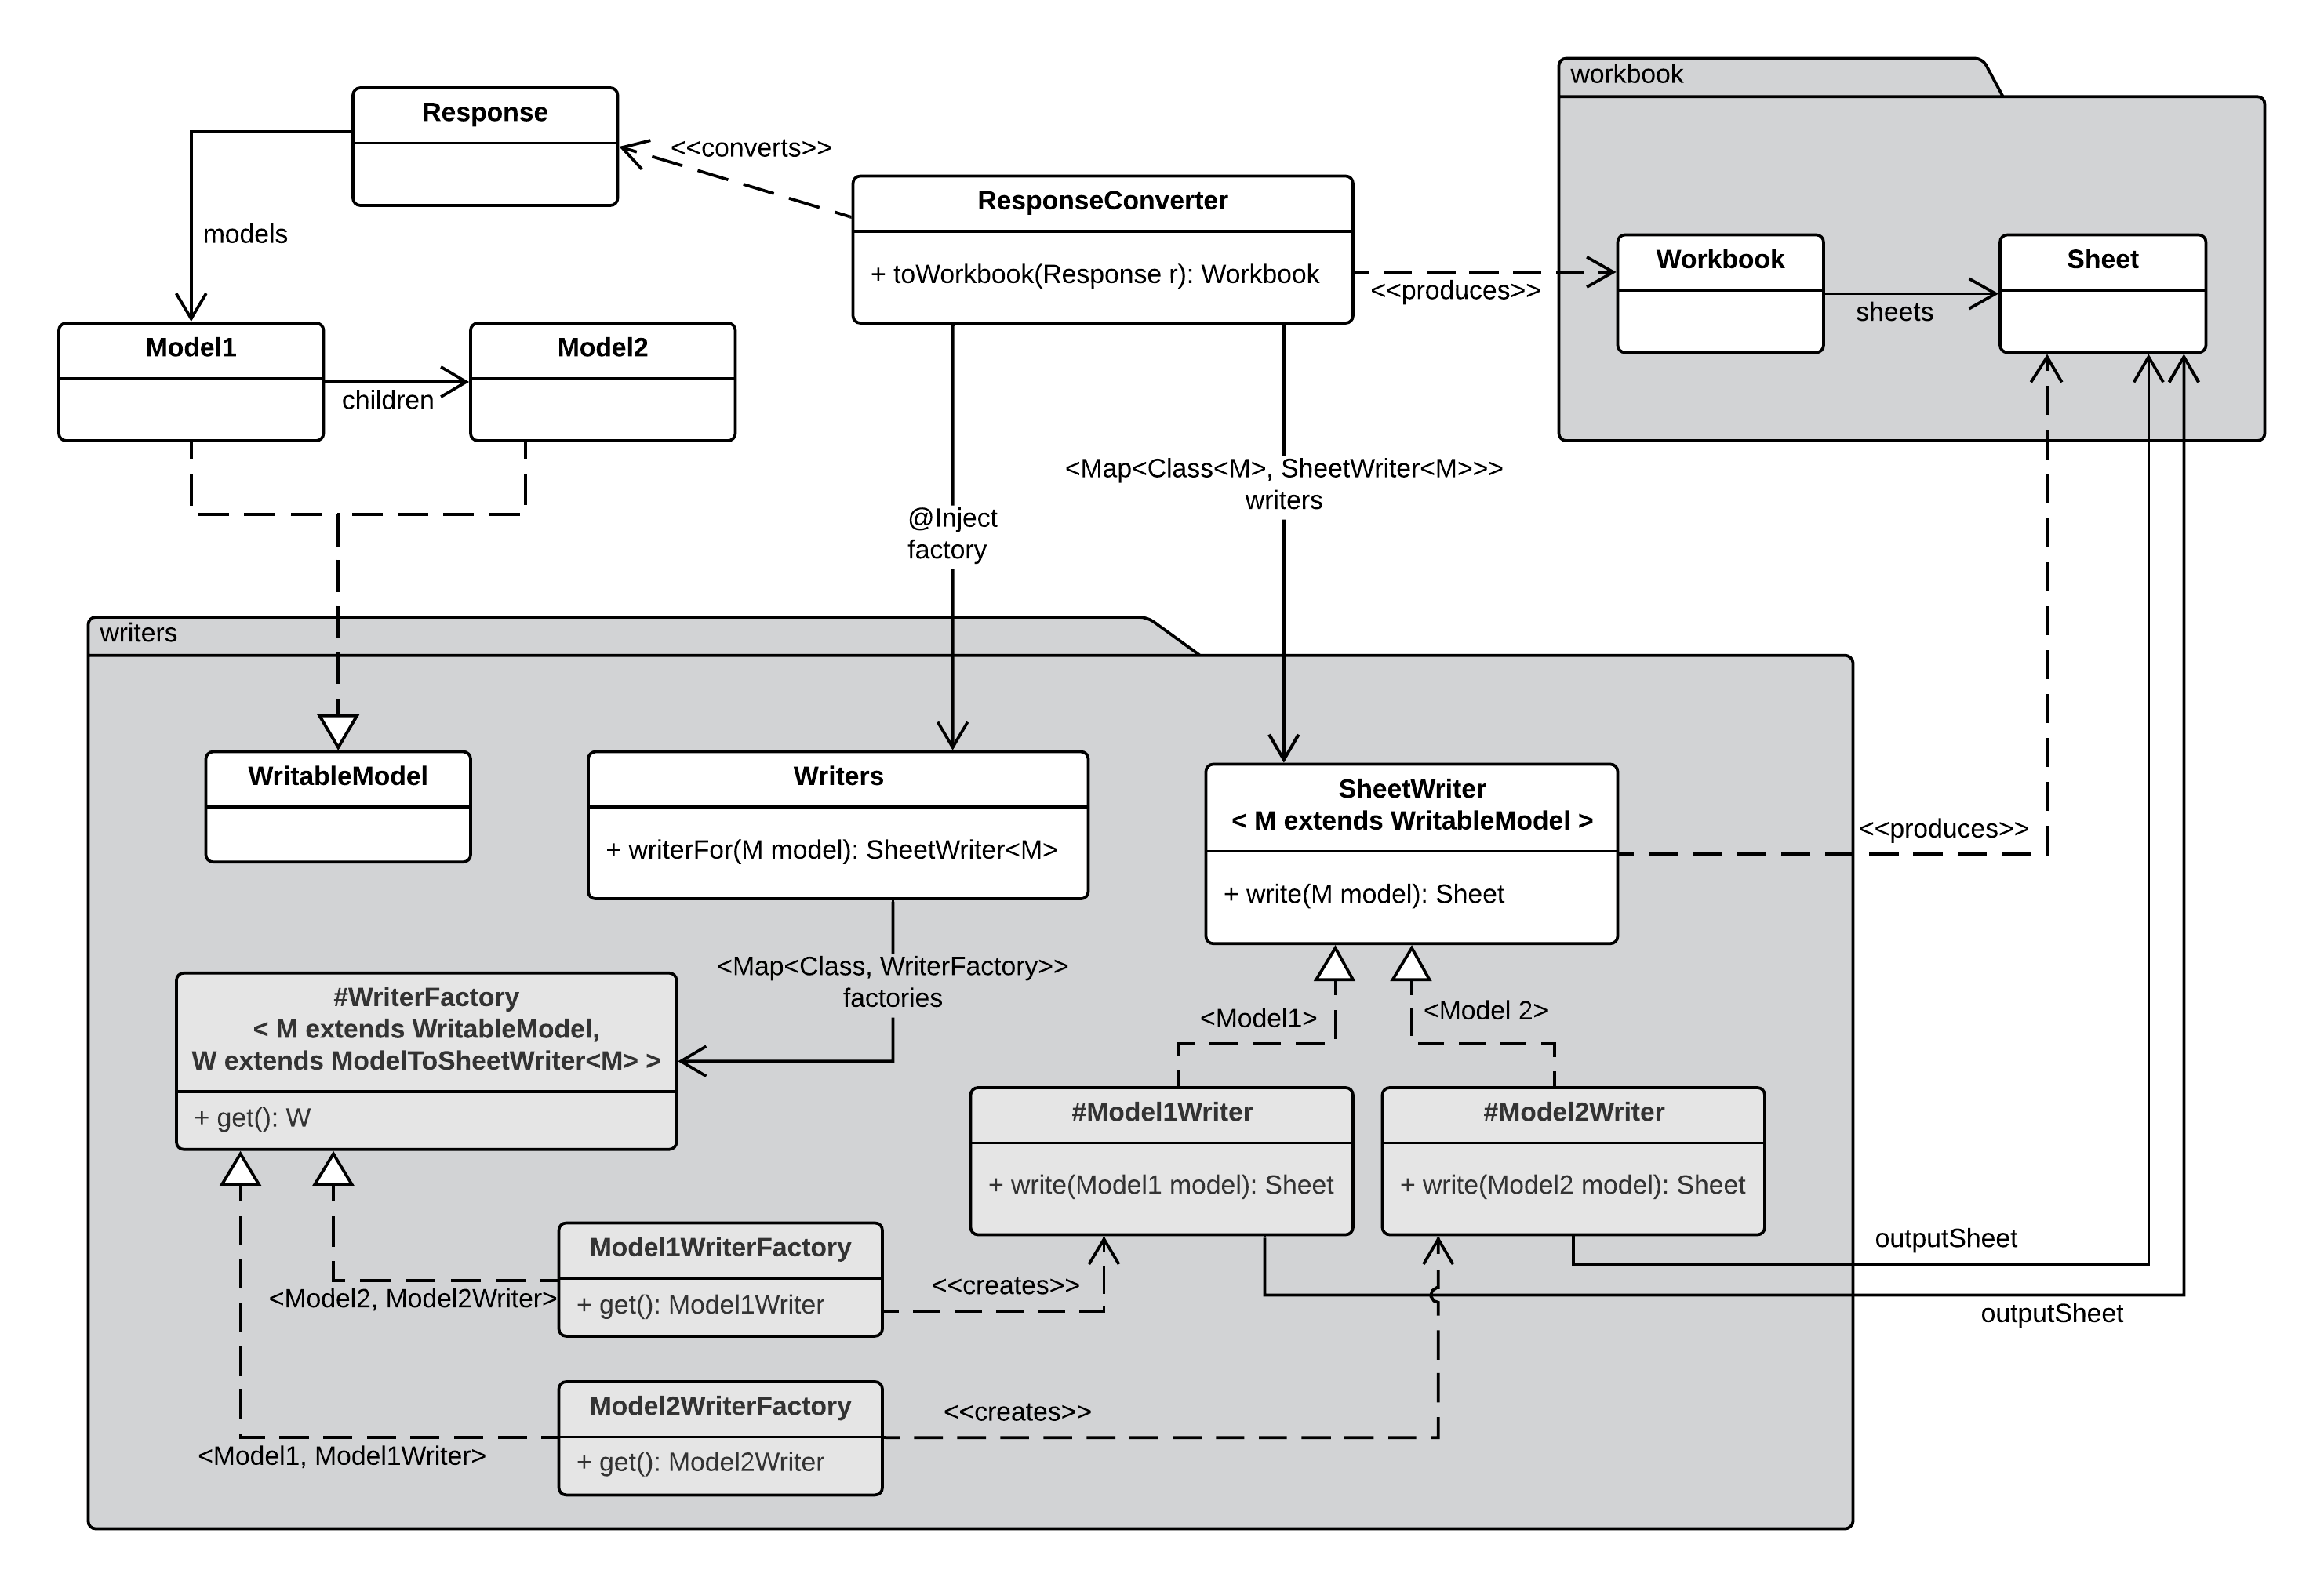 workbook
Response
<<converts>>
ResponseConverter
+ toWorkbook(Response r): Workbook
<<produces>>
Workbook
sheets
Sheet
models
Model1
children
Model2
<Map<Class<M>, SheetWriter<M>>>
writers
@Inject
factory
writers
WritableModel
Writers
+ writerFor(M model): SheetWriter<M>
SheetWriter
< M extends WritableModel >
+ write(M model): Sheet
<<produces>>
<Map<Class, WriterFactory>>
factories
#WriterFactory
< M extends WritableModel,
W extends ModelToSheetWriter<M> >
+ get(): W
<Model1>
<Model 2>
#Model1Writer
+ write(Model1 model): Sheet
#Model2Writer
+ write(Model2 model): Sheet
outputSheet
outputSheet
Model1WriterFactory
+ get(): Model1Writer
<Model2, Model2Writer>
<<creates>>
Model2WriterFactory
+ get(): Model2Writer
<Model1, Model1Writer>
<<creates>>